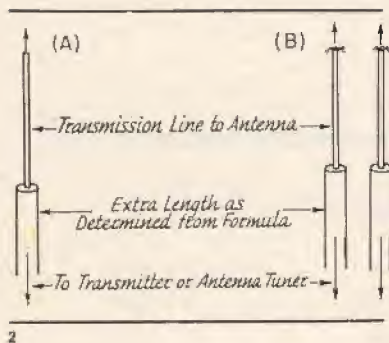 (A)
(B)
Transmission Line to Antenna
Extra Length as
Determined from Formula
To Transmitter or Antenna Tuner
2